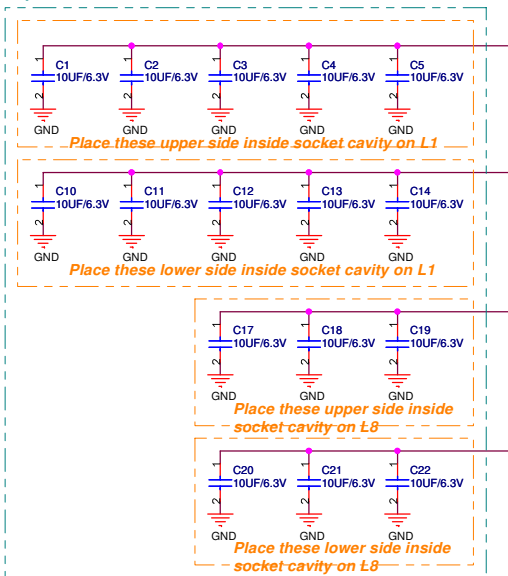 1 1 1 1 1
C1 C2 C3 C4 C5
10UF/6.3V 10UF/6.3V 10UF/6.3V 10UF/6.3V 10UF/6.3V
2 2 2 2 2
GND GND GND GND GND
Place these upper side inside socket cavity on L1
1 1 1 1 1
C10 C11 C12 C13 C14
10UF/6.3V 10UF/6.3V 10UF/6.3V 10UF/6.3V 10UF/6.3V
2 2 2 2 2
GND GND GND GND GND
Place these lower side inside socket cavity on L1
1 1 1
C17 C18 C19
10UF/6.3V 10UF/6.3V 10UF/6.3V
2 2 2
GND GND GND
Place these upper side inside
socket cavity on L8
1 1 1
C20 C21 C22
10UF/6.3V 10UF/6.3V 10UF/6.3V
2 2 2
GND GND GND
Place these lower side inside
socket cavity on L8